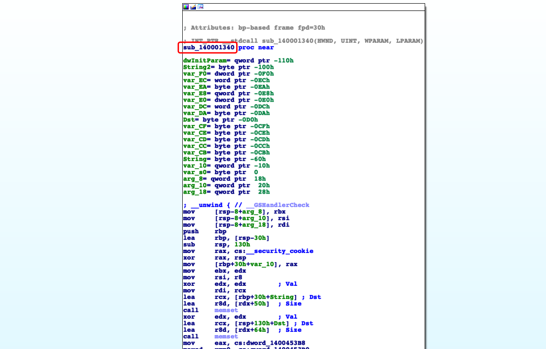 ; Attributes: bp-based frame fpd=30h
; INT_PTR __stdcall sub_140001340(HWND, UINT, WPARAM, LPARAM)
sub_140001340 proc near
dwInitParam= qword ptr -110h
String2= byte ptr -100h
var_F0= dword ptr -0F0h
var_EC= word ptr -0ECh
var_EA= byte ptr -0EAh
var_E8= qword ptr -0E8h
var_E0= dword ptr -0E0h
var_DC= word ptr -0DCh
var_DA= byte ptr -0DAh
Dst= byte ptr -0D0h
var_CF= byte ptr -0CFh
var_CE= byte ptr -0CEh
var_CD= byte ptr -0CDh
var_CC= byte ptr -0CCh
var_CB= byte ptr -0CBh
String= byte ptr -60h
var_10= qword ptr -10h
var_s0= byte ptr 0
arg_8= qword ptr 18h
arg_10= qword ptr 20h
arg_18= qword ptr 28h
; __unwind { // __GSHandlerCheck
mov [rsp-8+arg_8], rbx
mov [rsp-8+arg_10], rsi
mov [rsp-8+arg_18], rdi
push rbp
lea rbp, [rsp-30h]
sub rsp, 130h
mov rax, cs:__security_cookie
xor rax, rsp
mov [rbp+30h+var_10], rax
mov ebx, edx
mov rsi, r8
xor edx, edx ; Val
mov rdi, rcx
lea rcx, [rbp+30h+String] ; Dst
lea r8d, [rdx+50h] ; Size
call memset
xor edx, edx ; Val
lea rcx, [rsp+130h+Dst] ; Dst
lea r8d, [rdx+64h] ; Size
call memset
mov eax, cs:dword_1400453B8